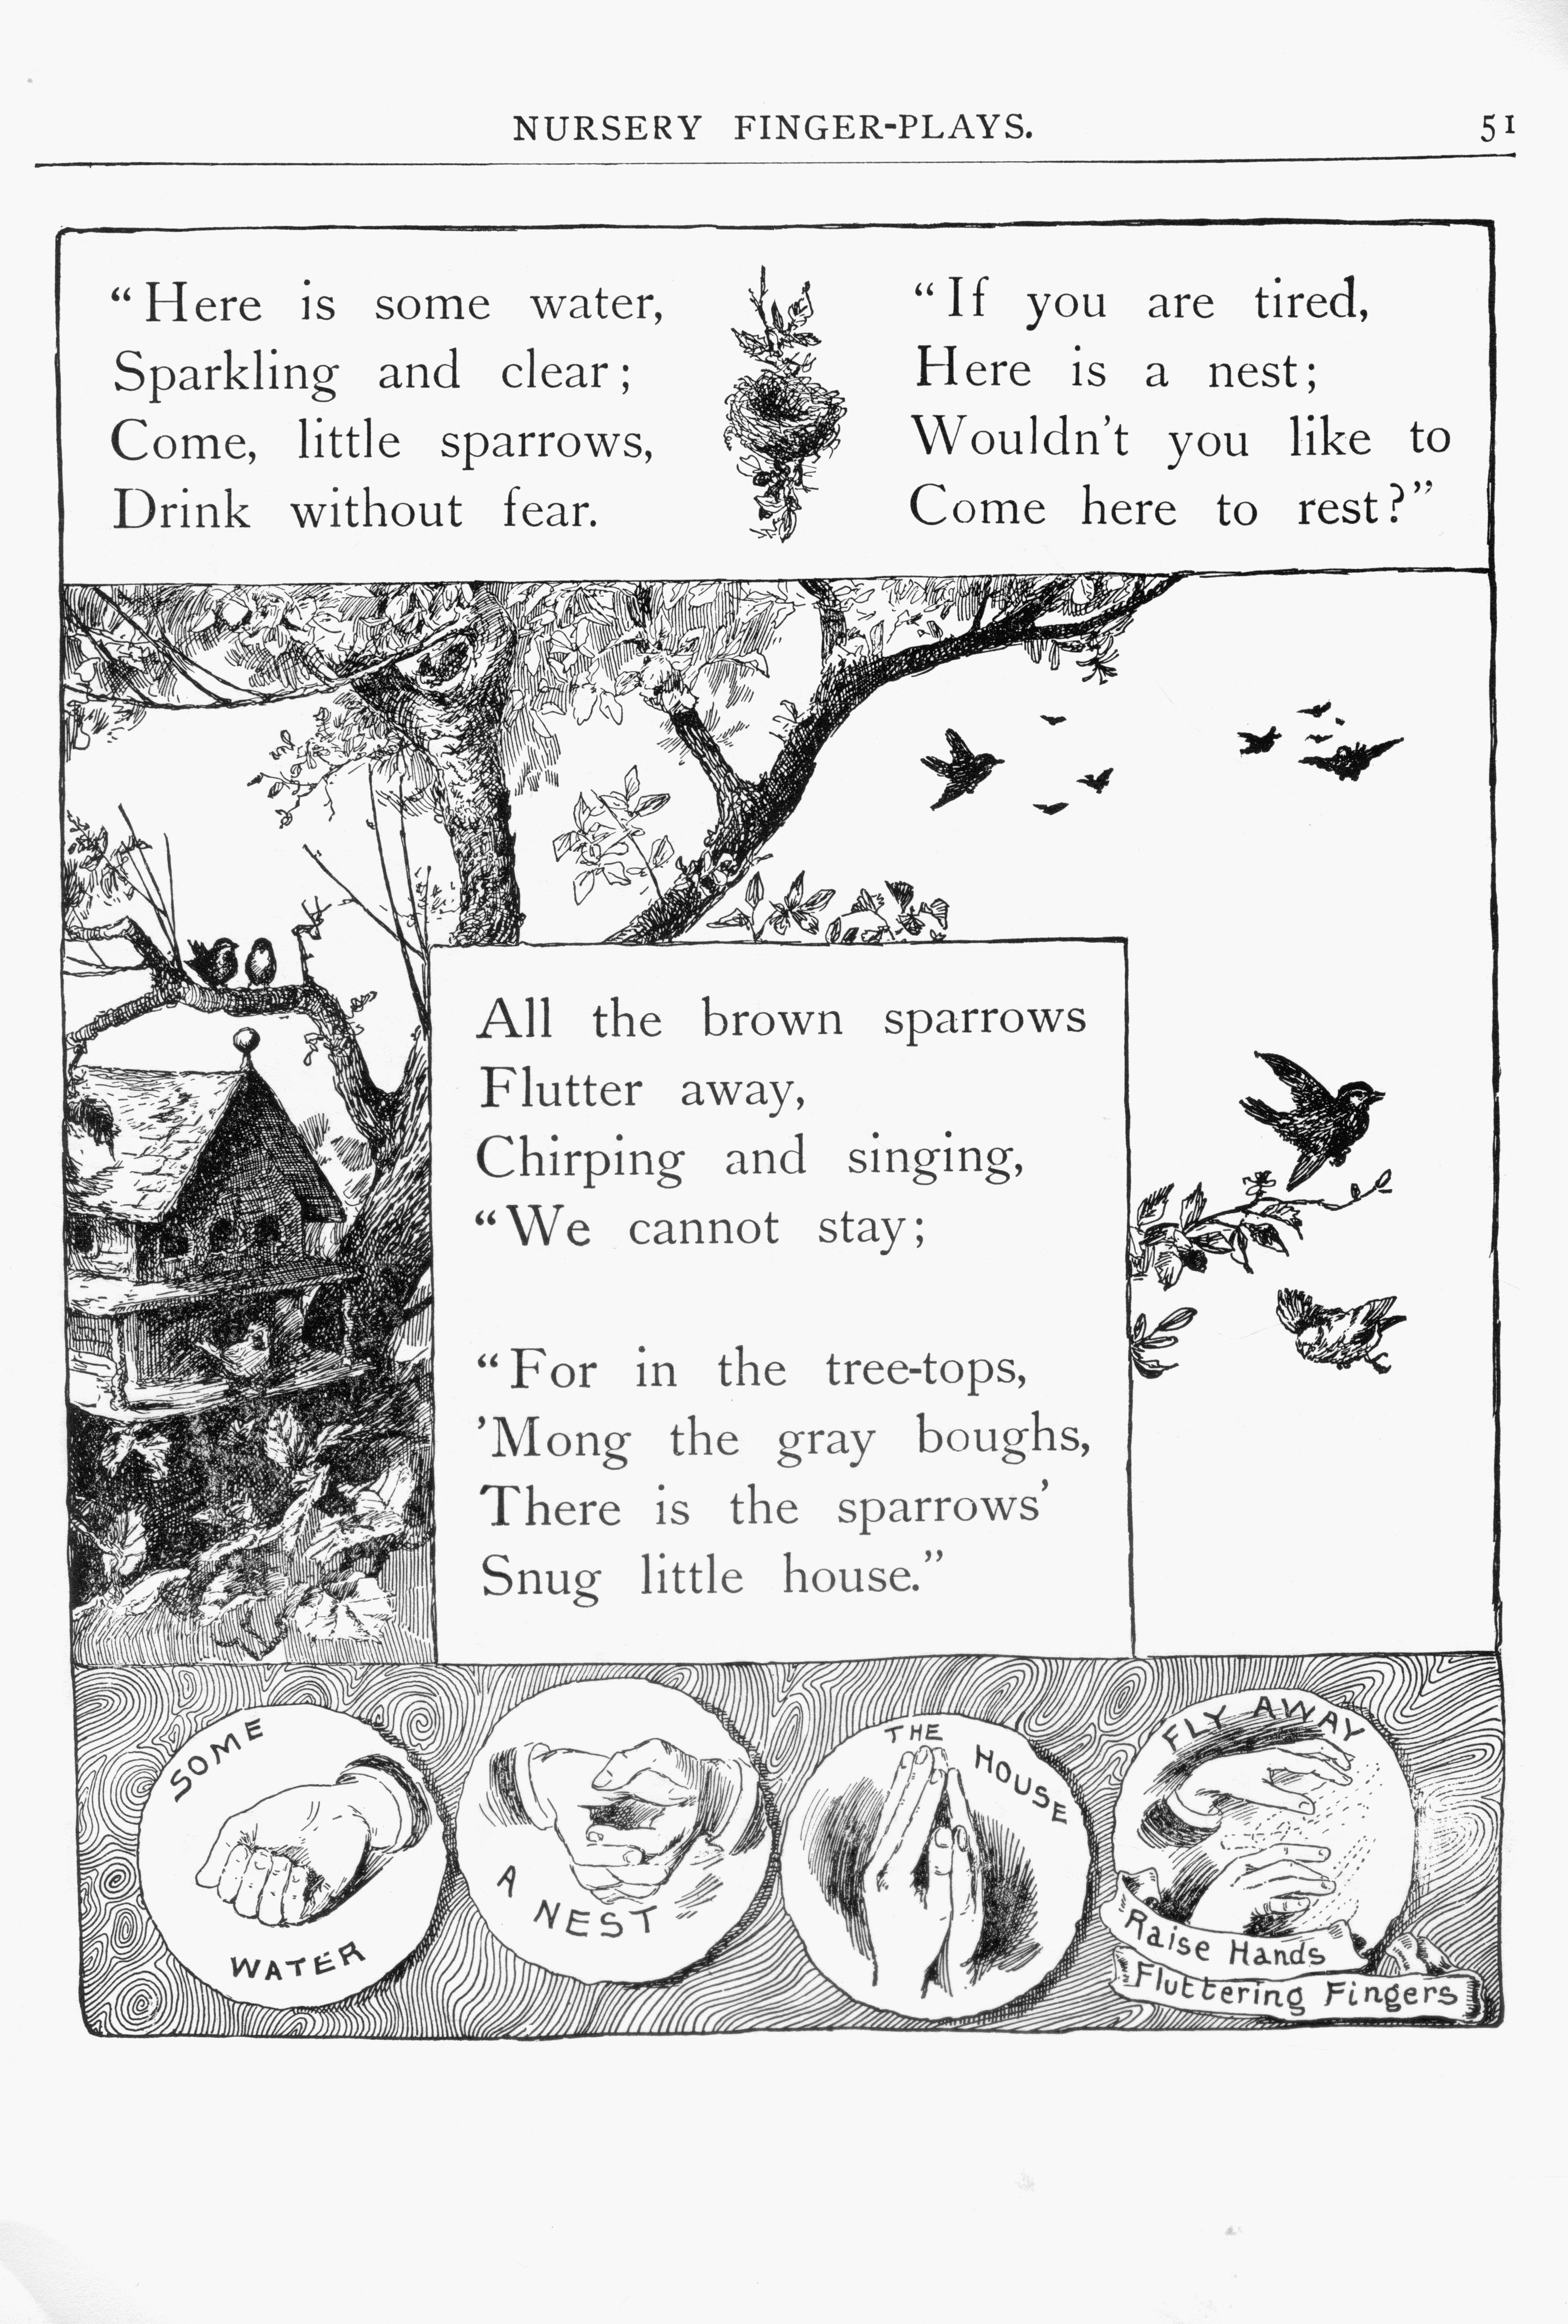 NURSERY FINGER-PLAYS.
51
“Here is some water,
Sparkling and clear;
Come, little sparrows,
Drink without fear.
“If you are tired,
Here is a nest;
Wouldn’t you like to
Come here to rest?”
All the brown sparrows
Flutter away,
Chirping and singing,
“We cannot stay;
“For in the tree-tops,
’Mong the gray boughs,
There is the sparrows’
Snug little house.”
SOME
WATER
A NEST
THE HOUSE
FLY AWAY
Raise Hands
Fluttering Fingers